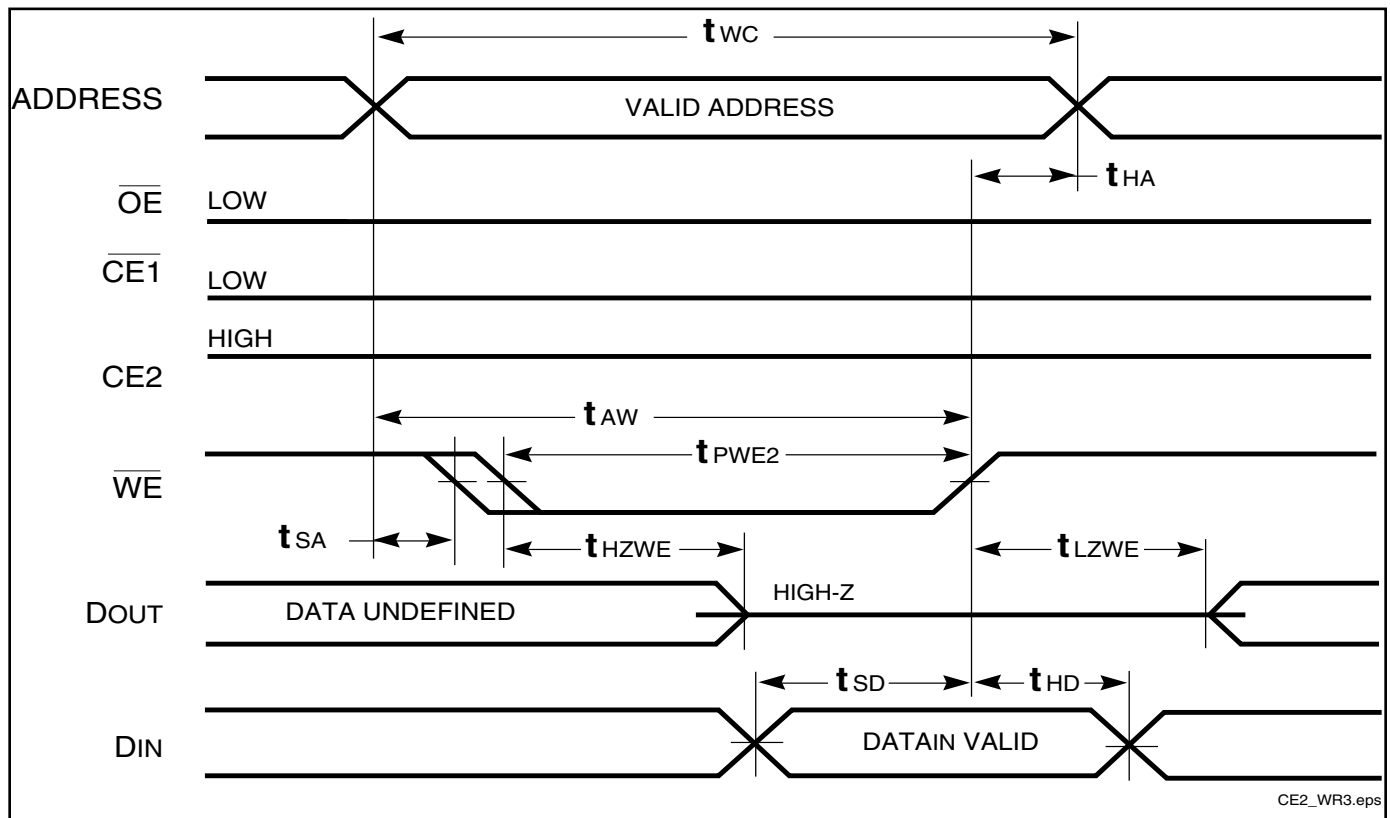 tWC
ADDRESS
VALID ADDRESS
tHA
OE
LOW
CE1
LOW
HIGH
CE2
tAW
tPWE2
WE
tSA
tHZWE
tLZWE
DOUT
DATA UNDEFINED
HIGH-Z
tSD
tHD
DIN
DATAIN VALID
CE2_WR3.eps